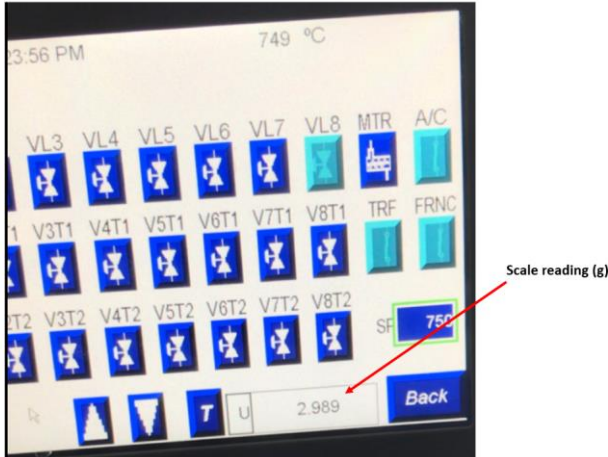 23:56 PM
749 °C
VL3 VL4 VL5 VL6 VL7 VL8 MTR A/C
V3T1 V4T1 V5T1 V6T1 V7T1 V8T1 TRF FRNC
V3T2 V4T2 V5T2 V6T2 V7T2 V8T2
750
Scale reading (g)
T U 2.989 Back